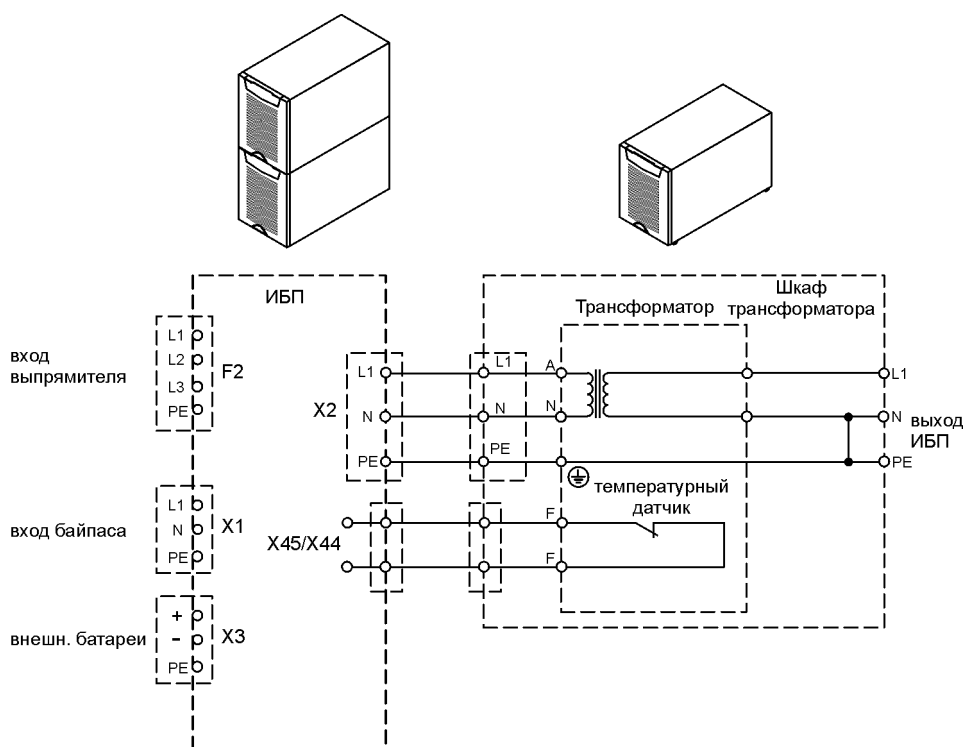 ИБП
Шкаф
трансформатора
Трансформатор
вход
выпрямителя
L1
L2
L3
PE
F2
X2
L1
N
PE
L1
N
PE
A
N
L1
N
PE
выход
ИБП
температурный
датчик
вход байпаса
L1
N
PE
X1
X45/X44
F
F
внешн. батареи
+
-
PE
X3